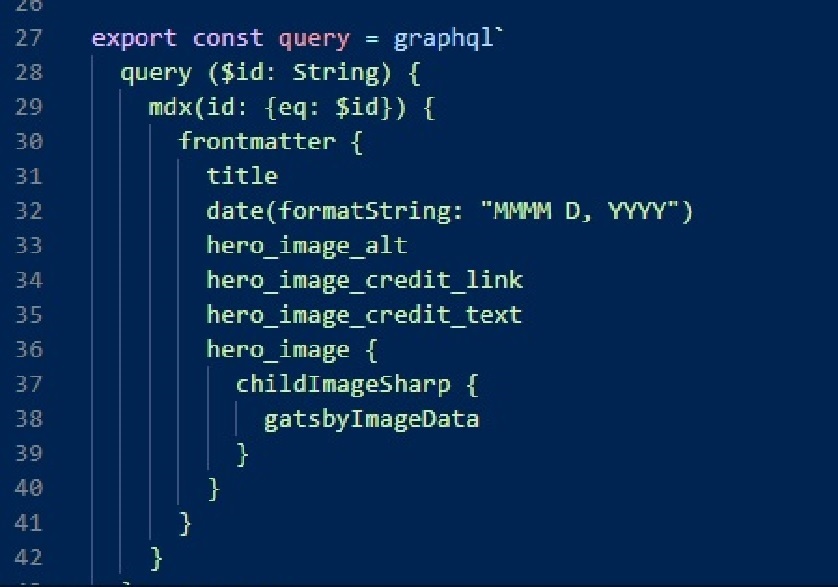 26
27 export const query = graphql`
28 query ($id: String) {
29 mdx(id: {eq: $id}) {
30 frontmatter {
31 title
32 date(formatString: "MMMM D, YYYY")
33 hero_image_alt
34 hero_image_credit_link
35 hero_image_credit_text
36 hero_image {
37 childImageSharp {
38 gatsbyImageData
39 }
40 }
41 }
42 }